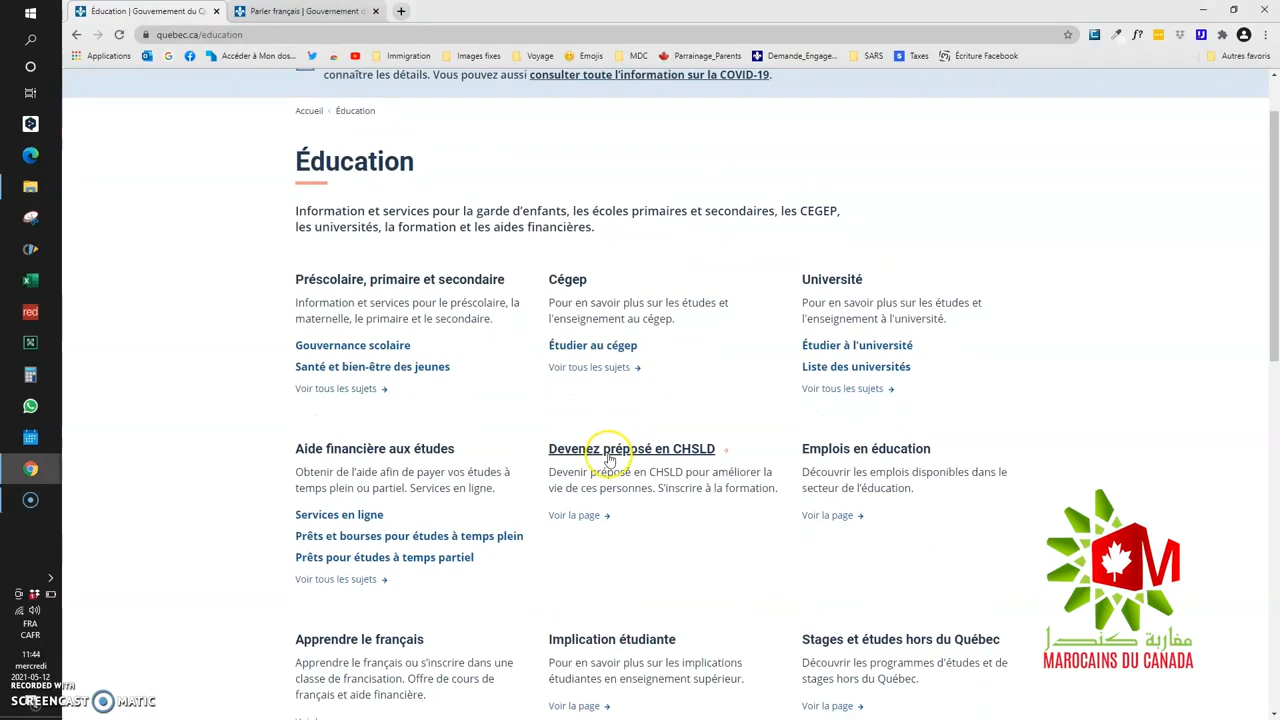 Éducation | Gouvernement du Q
Parler français | Gouvernement d
quebec.ca/education
Applications
Accéder à Mon dos...
Immigration
Images fixes
Voyage
Emojis
MDC
Parrainage_Parents
Demande_Engage...
SARS
Taxes
Écriture Facebook
Autres favoris
connaître les détails. Vous pouvez aussi consulter toute l'information sur la COVID-19.
Accueil < Éducation
Éducation
Information et services pour la garde d'enfants, les écoles primaires et secondaires, les CEGEP,
les universités, la formation et les aides financières.
Préscolaire, primaire et secondaire
Information et services pour le préscolaire, la
maternelle, le primaire et le secondaire.
Gouvernance scolaire
Santé et bien-être des jeunes
Voir tous les sujets
Cégep
Pour en savoir plus sur les études et
l'enseignement au cégep.
Étudier au cégep
Voir tous les sujets
Université
Pour en savoir plus sur les études et
l'enseignement à l'université.
Étudier à l'université
Liste des universités
Voir tous les sujets
Aide financière aux études
Obtenir de l'aide afin de payer vos études à
temps plein ou partiel. Services en ligne.
Services en ligne
Prêts et bourses pour études à temps plein
Prêts pour études à temps partiel
Voir tous les sujets
Devenez préposé en CHSLD
Devenir préposé en CHSLD pour améliorer la
vie de ces personnes. S'inscrire à la formation.
Voir la page
Emplois en éducation
Découvrir les emplois disponibles dans le
secteur de l'éducation.
Voir la page
Apprendre le français
Apprendre le français ou s'inscrire dans une
classe de francisation. Offre de cours de
français et aide financière.
Implication étudiante
Pour en savoir plus sur les implications
étudiantes en enseignement supérieur.
Voir la page
Stages et études hors du Québec
Découvrir les programmes d'études et de
stages hors du Québec.
Voir la page
red
FRA
CAFR
11:44
mercredi
2021-05-12
RECORDED WITH
SCREENCAST MATIC
M
مغاربة كندا
MAROCAINS DU CANADA